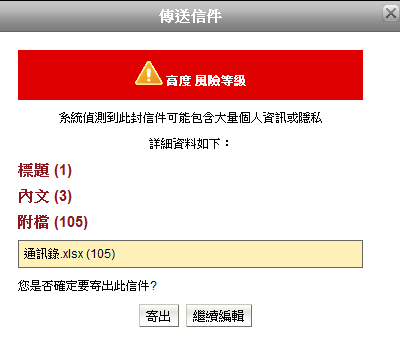 傳送信件
高度 風險等級
系統偵測到此封信件可能包含大量個人資訊或隱私
詳細資料如下：
標題 (1)
內文 (3)
附檔 (105)
通訊錄.xlsx (105)
您是否確定要寄出此信件?
寄出 繼續編輯